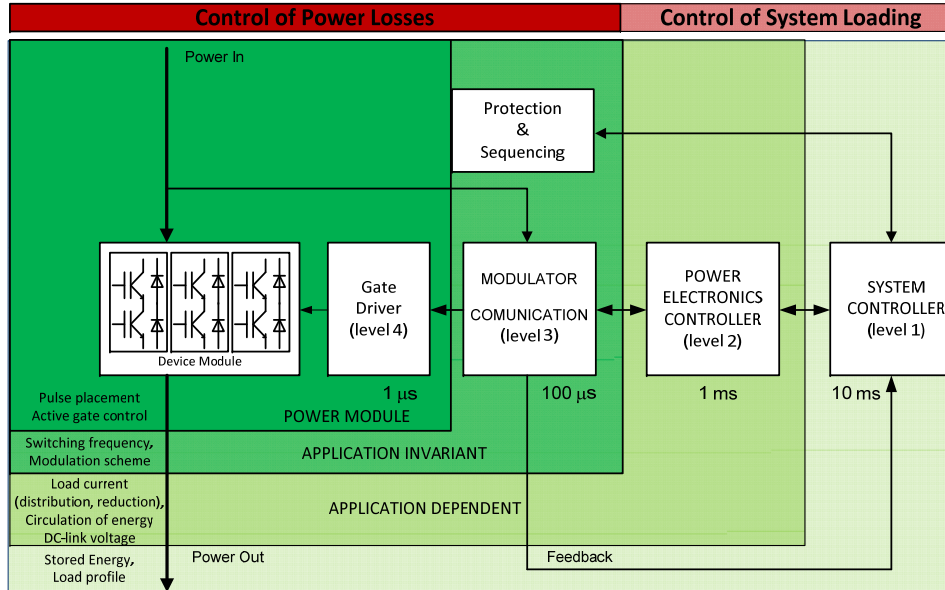 Control of Power Losses
Control of System Loading
Power In
Protection
&
Sequencing
Device Module
Gate
Driver
(level 4)
MODULATOR
COMUNICATION
(level 3)
POWER
ELECTRONICS
CONTROLLER
(level 2)
SYSTEM
CONTROLLER
(level 1)
1 µs
100 µs
1 ms
10 ms
Pulse placement
Active gate control
POWER MODULE
Switching frequency,
Modulation scheme
APPLICATION INVARIANT
Load current
(distribution, reduction),
Circulation of energy
DC-link voltage
APPLICATION DEPENDENT
Stored Energy,
Load profile
Power Out
Feedback